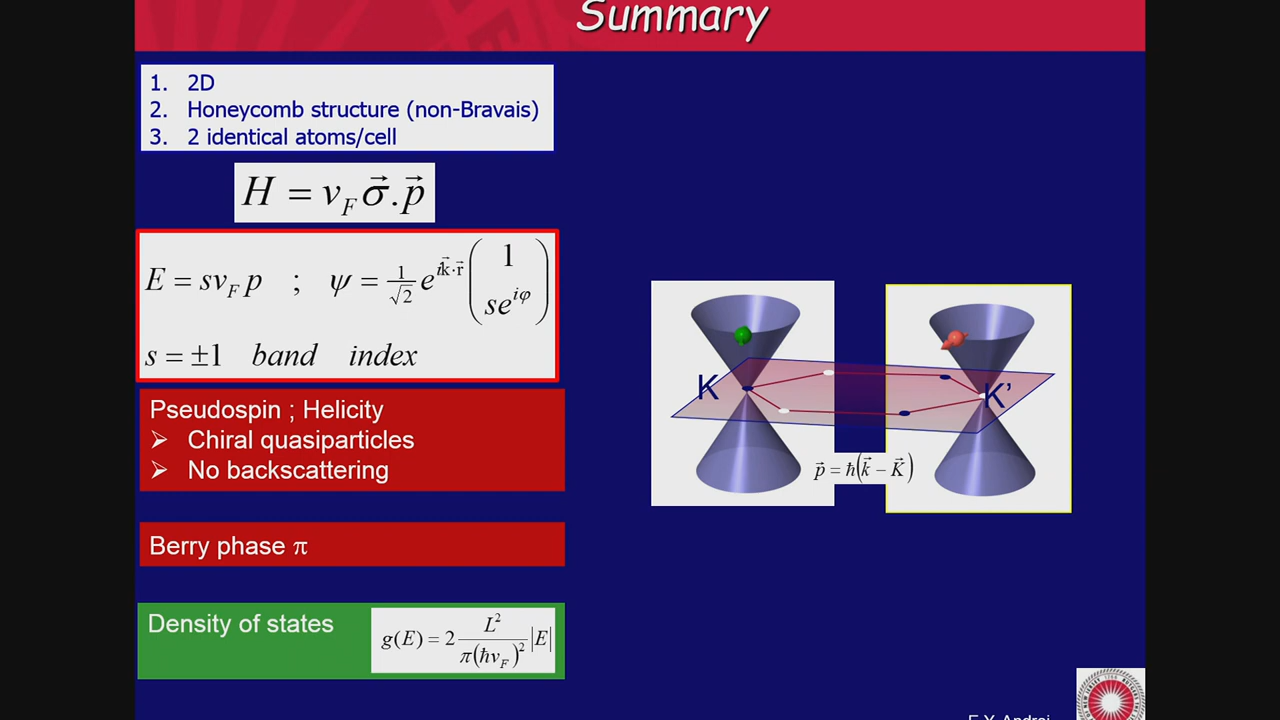 Summary
1. 2D
2. Honeycomb structure (non-Bravais)
3. 2 identical atoms/cell
H = v_F σ⃗.p⃗
E = sv_F p ; ψ = 1/√2 e^{ik⃗·r⃗} (1 se^{iφ})
s = ±1 band index
Pseudospin ; Helicity
➢ Chiral quasiparticles
➢ No backscattering
Berry phase π
Density of states g(E) = 2 L²/π(ħv_F)² |E|
K
K’
p⃗ = ħ(k⃗ − K⃗)
E.Y. Andrei